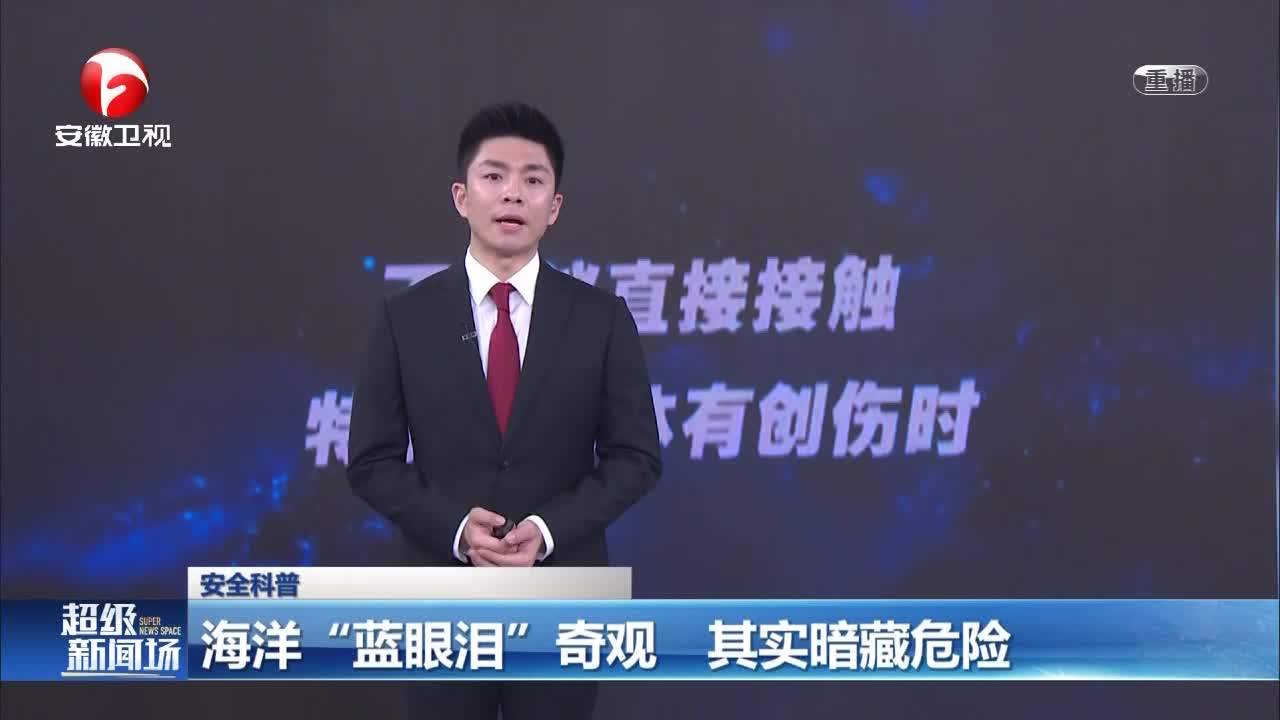 安徽卫视
重播
直接接触
特
有创伤时
安全科普
超级
新闻场
SUPER
NEWS SPACE
海洋“蓝眼泪”奇观 其实暗藏危险